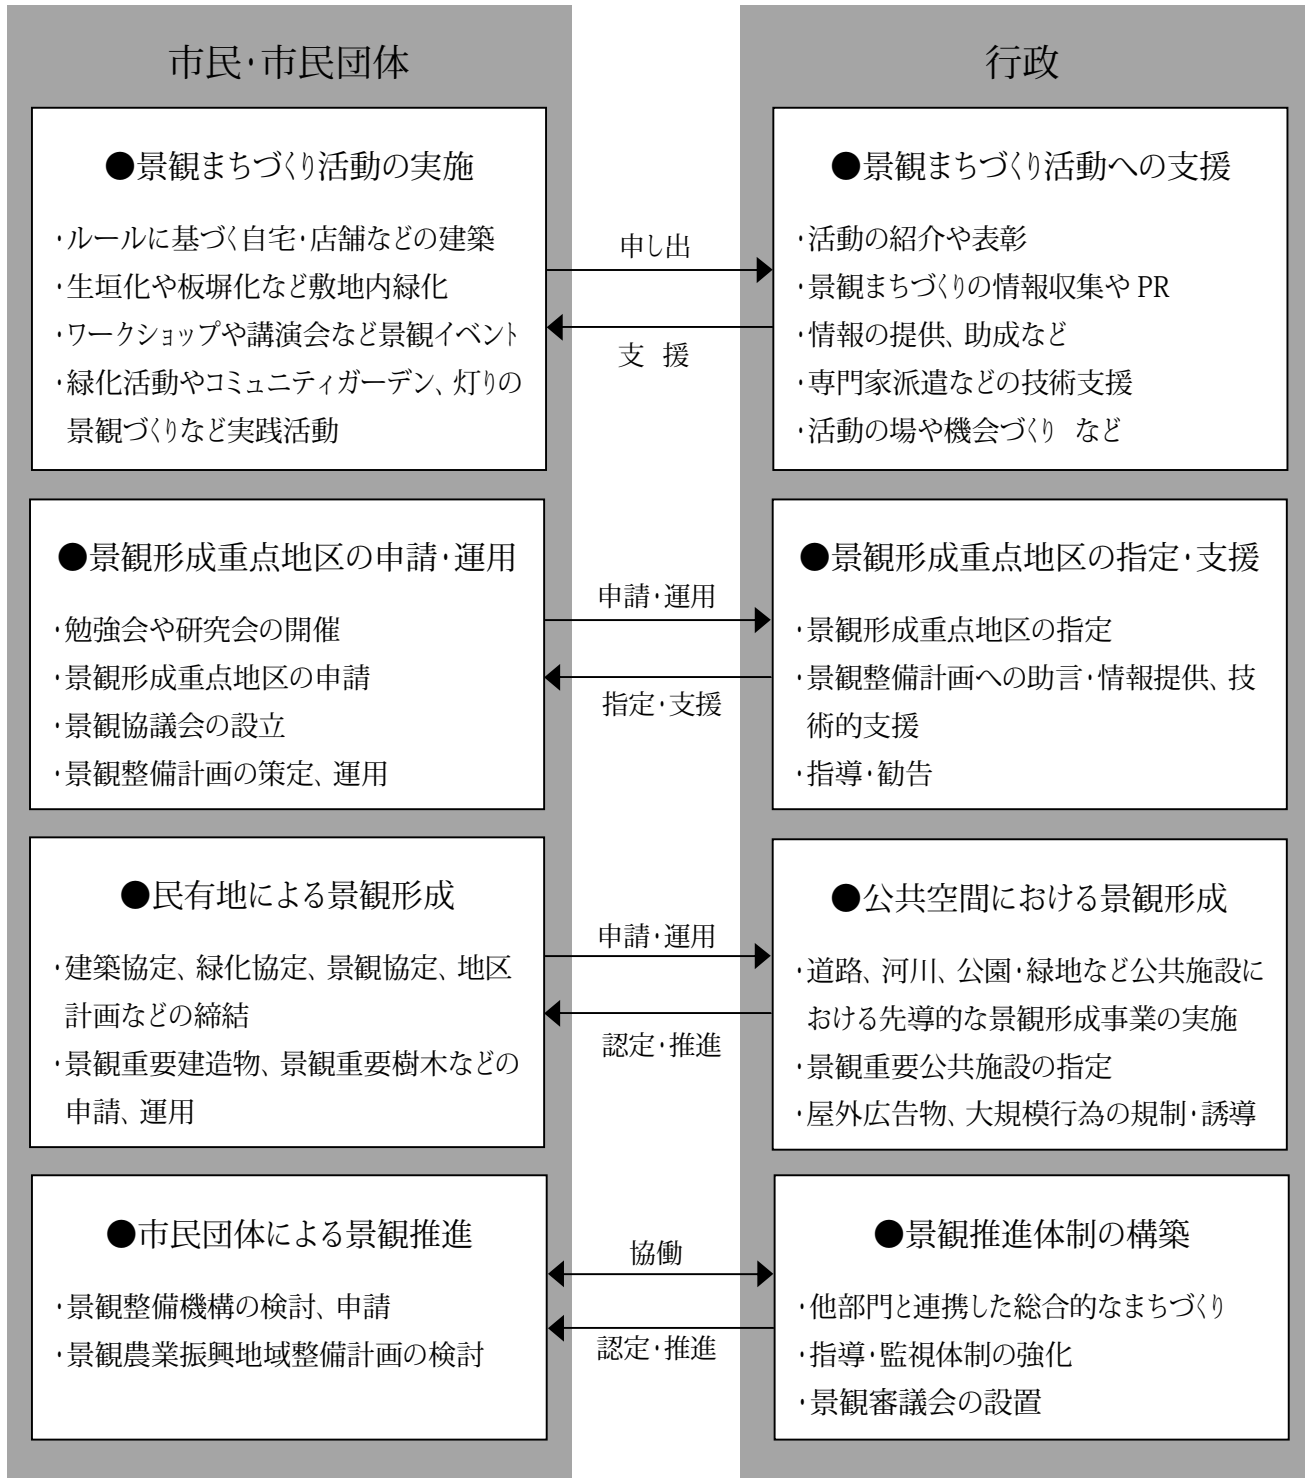 市民・市民団体
行政
●景観まちづくり活動の実施
・ルールに基づく自宅・店舗などの建築
・生垣化や板塀化など敷地内緑化
・ワークショップや講演会など景観イベント
・緑化活動やコミュニティガーデン、灯りの
景観づくりなど実践活動
申し出
支 援
●景観まちづくり活動への支援
・活動の紹介や表彰
・景観まちづくりの情報収集や PR
・情報の提供、助成など
・専門家派遣などの技術支援
・活動の場や機会づくり など
●景観形成重点地区の申請・運用
・勉強会や研究会の開催
・景観形成重点地区の申請
・景観協議会の設立
・景観整備計画の策定、運用
申請・運用
指定・支援
●景観形成重点地区の指定・支援
・景観形成重点地区の指定
・景観整備計画への助言・情報提供、技
術的支援
・指導・勧告
●民有地による景観形成
・建築協定、緑化協定、景観協定、地区
計画などの締結
・景観重要建造物、景観重要樹木などの
申請、運用
申請・運用
認定・推進
●公共空間における景観形成
・道路、河川、公園・緑地など公共施設に
おける先導的な景観形成事業の実施
・景観重要公共施設の指定
・屋外広告物、大規模行為の規制・誘導
●市民団体による景観推進
・景観整備機構の検討、申請
・景観農業振興地域整備計画の検討
協働
認定・推進
●景観推進体制の構築
・他部門と連携した総合的なまちづくり
・指導・監視体制の強化
・景観審議会の設置